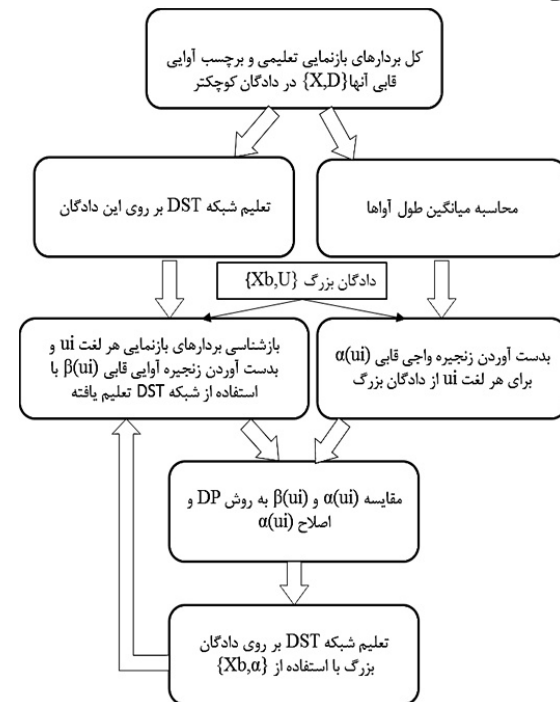 کل بردارهای بازنمایی تعلیمی و برچسب آوایی
قابی آنها{X,D} در دادگان کوچکتر
محاسبه میانگین طول آواها
تعلیم شبکه DST بر روی این دادگان
دادگان بزرگ {Xb,U}
بدست آوردن زنجیره واجی قابی α(ui)
برای هر لغت ui از دادگان بزرگ
بازشناسی بردارهای بازنمایی هر لغت ui و
بدست آوردن زنجیره آوایی قابی β(ui) با
استفاده از شبکه DST تعلیم یافته
مقایسه α(ui) و β(ui) به روش DP و
اصلاح α(ui)
تعلیم شبکه DST بر روی دادگان
بزرگ با استفاده از {Xb,α}